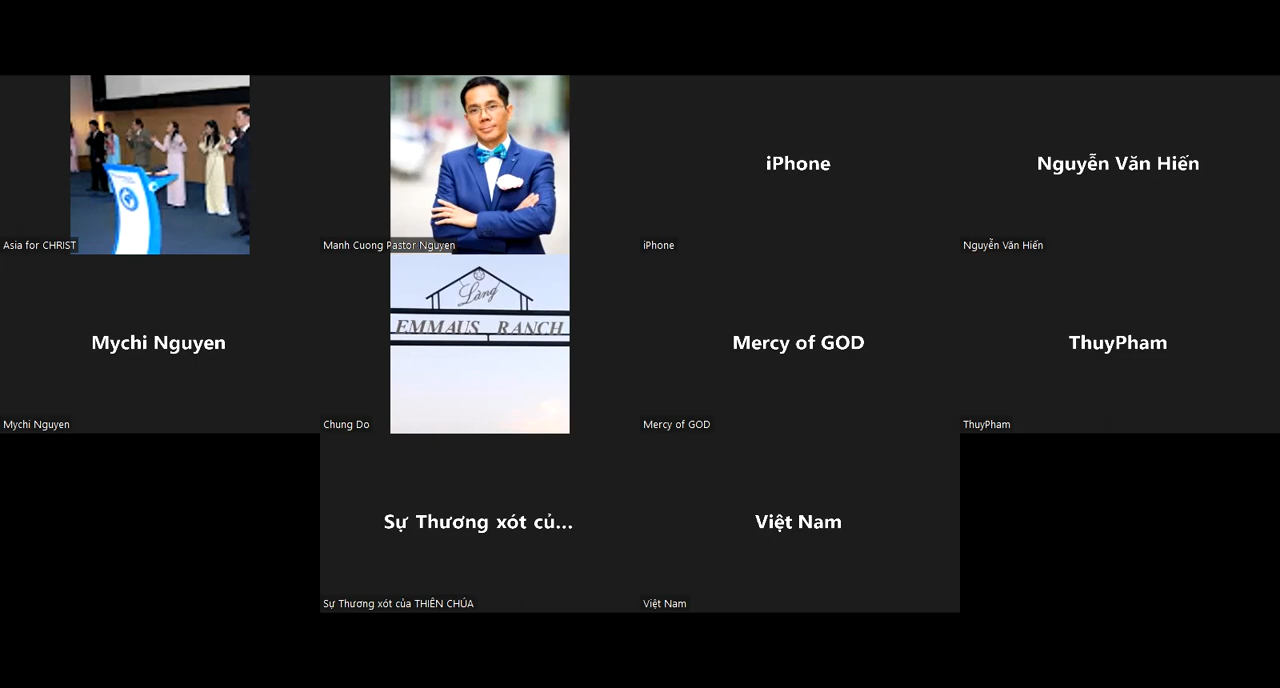 iPhone
Nguyễn Văn Hiến
Asia for CHRIST
Manh Cuong Pastor Nguyen
iPhone
Nguyễn Văn Hiến
Làng
EMMAUS RANCH
Mychi Nguyen
Mercy of GOD
ThuyPham
Mychi Nguyen
Chung Do
Mercy of GOD
ThuyPham
Sự Thương xót củ...
Việt Nam
Sự Thương xót của THIÊN CHÚA
Việt Nam